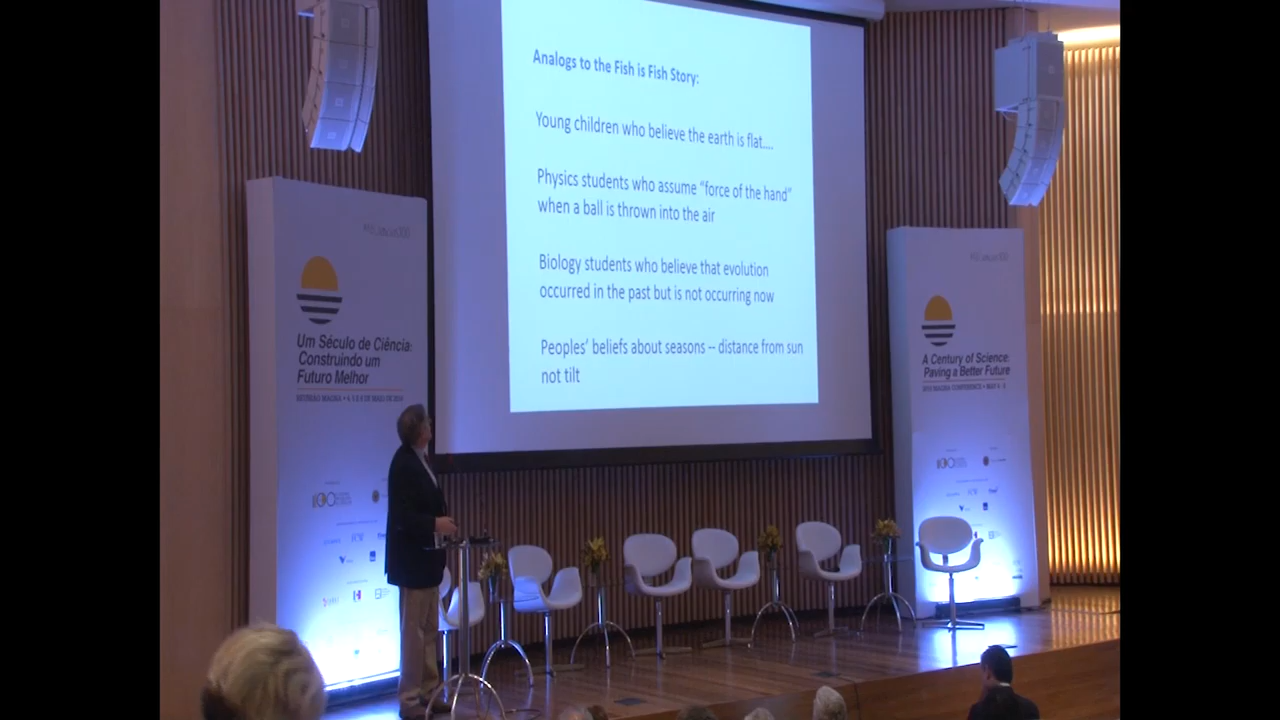 Analogs to the Fish is Fish Story:
Young children who believe the earth is flat....
Physics students who assume “force of the hand”
when a ball is thrown into the air
Biology students who believe that evolution
occurred in the past but is not occurring now
Peoples’ beliefs about seasons -- distance from sun
not tilt
Um Século de Ciência:
Construindo um
Futuro Melhor
A Century of Science:
Paving a Better Future